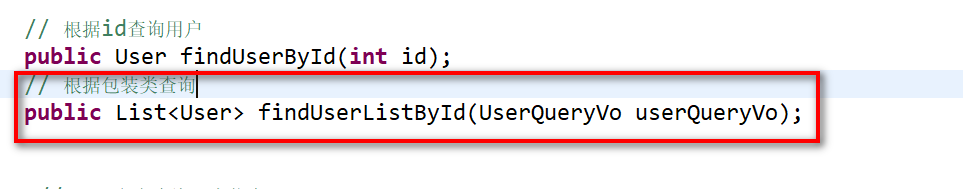 // 根据id查询用户
public User findUserById(int id);
// 根据包装类查询
public List<User> findUserListById(UserQueryVo userQueryVo);